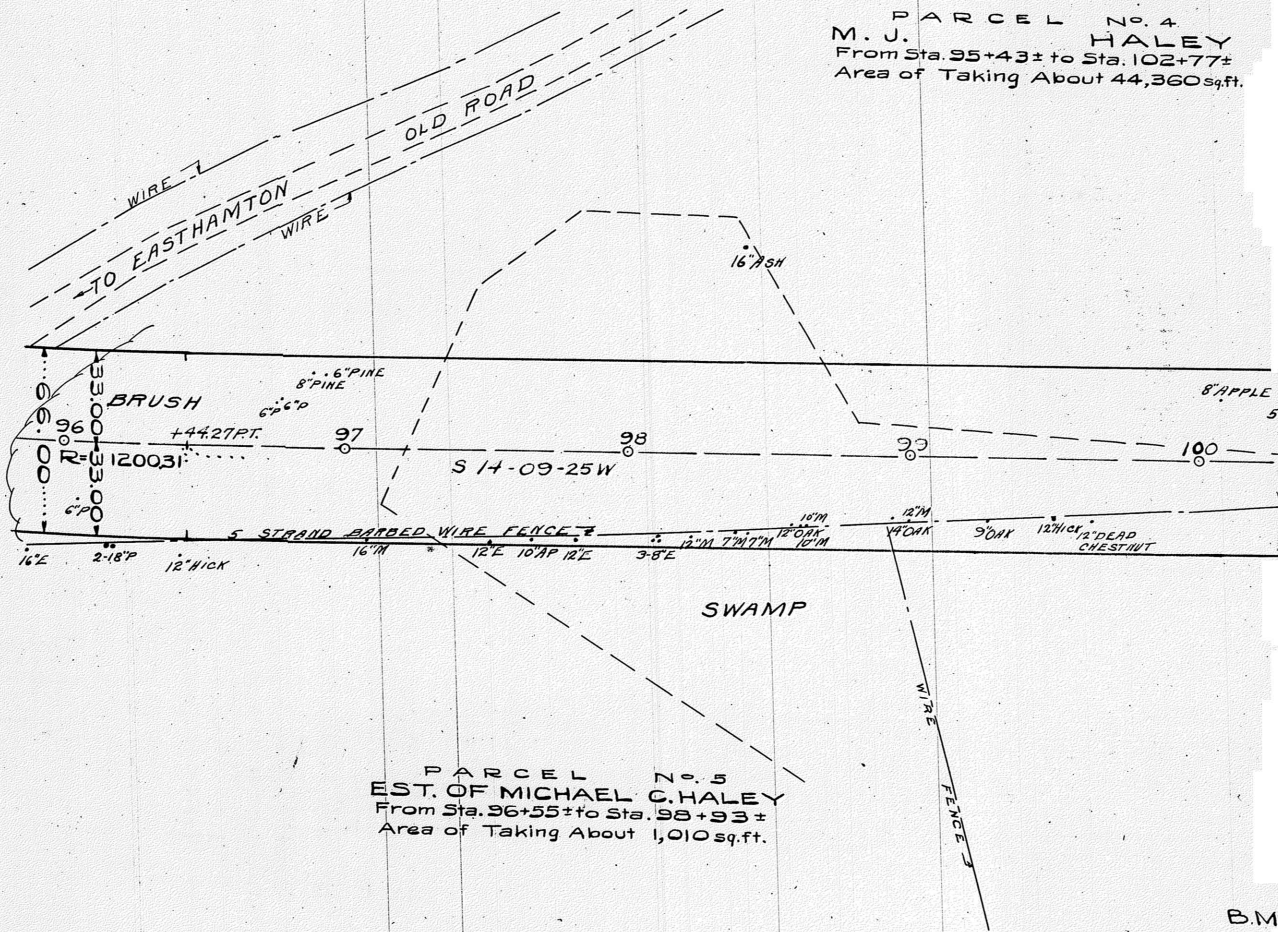 PARCEL No. 4
M. J. HALEY
From Sta. 95+43± to Sta. 102+77±
Area of Taking About 44,360 sq.ft.
OLD ROAD
WIRE
TO EASTHAMTON
WIRE
16"ASH
6"PINE
8"PINE
BRUSH
6"P 6"P
8"APPLE
5
33.00
66.00
33.00
96
+44.27 P.T.
97
98
99
100
R=1200.31
S 14-09-25 W
6"P
5 STRAND BARBED WIRE FENCE
16"E
2-18"P
12"HICK
16"M
12"E
10"AP
12"E
3-8"E
12"M
7"M
7"M
10"M
12"OAK
10"M
12"M
14"OAK
9"OAK
12"HICK
12"DEAD
CHESTNUT
SWAMP
WIRE FENCE
PARCEL No. 5
EST. OF MICHAEL C. HALEY
From Sta. 96+55± to Sta. 98+93±
Area of Taking About 1,010 sq.ft.
B.M